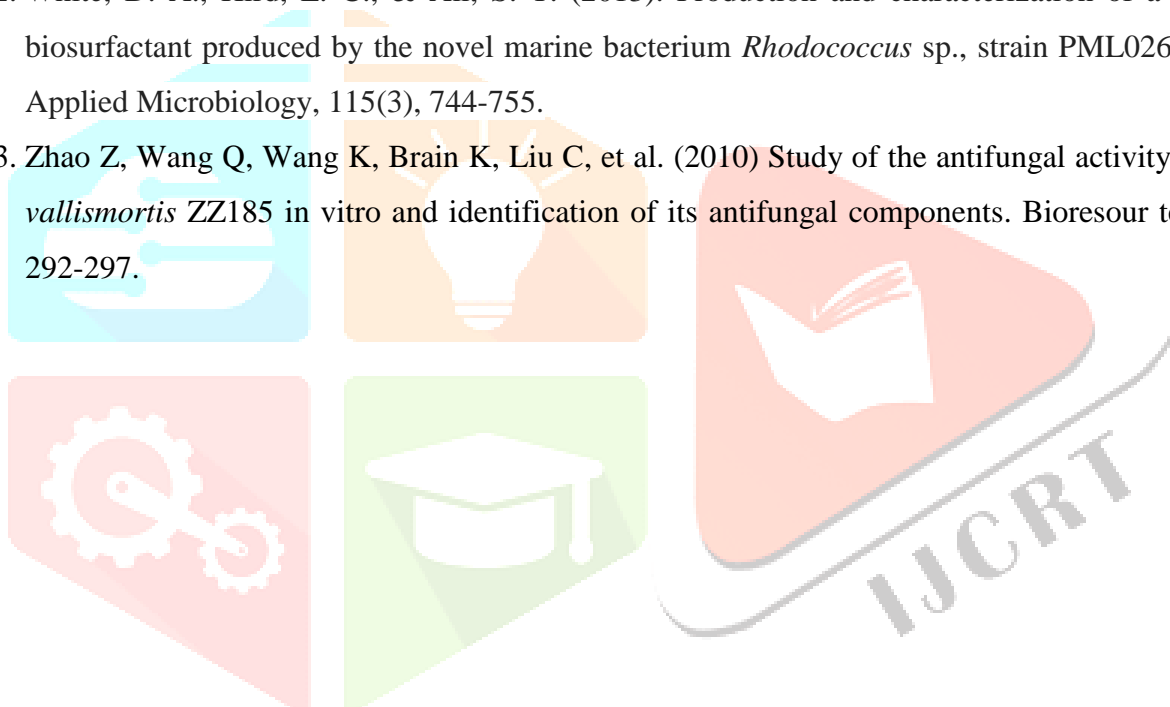 biosurfactant produced by the novel marine bacterium Rhodococcus sp., strain PML026
Applied Microbiology, 115(3), 744-755.
3. Zhao Z, Wang Q, Wang K, Brain K, Liu C, et al. (2010) Study of the antifungal activity
vallismortis ZZ185 in vitro and identification of its antifungal components. Bioresour
292-297.
IJCRT